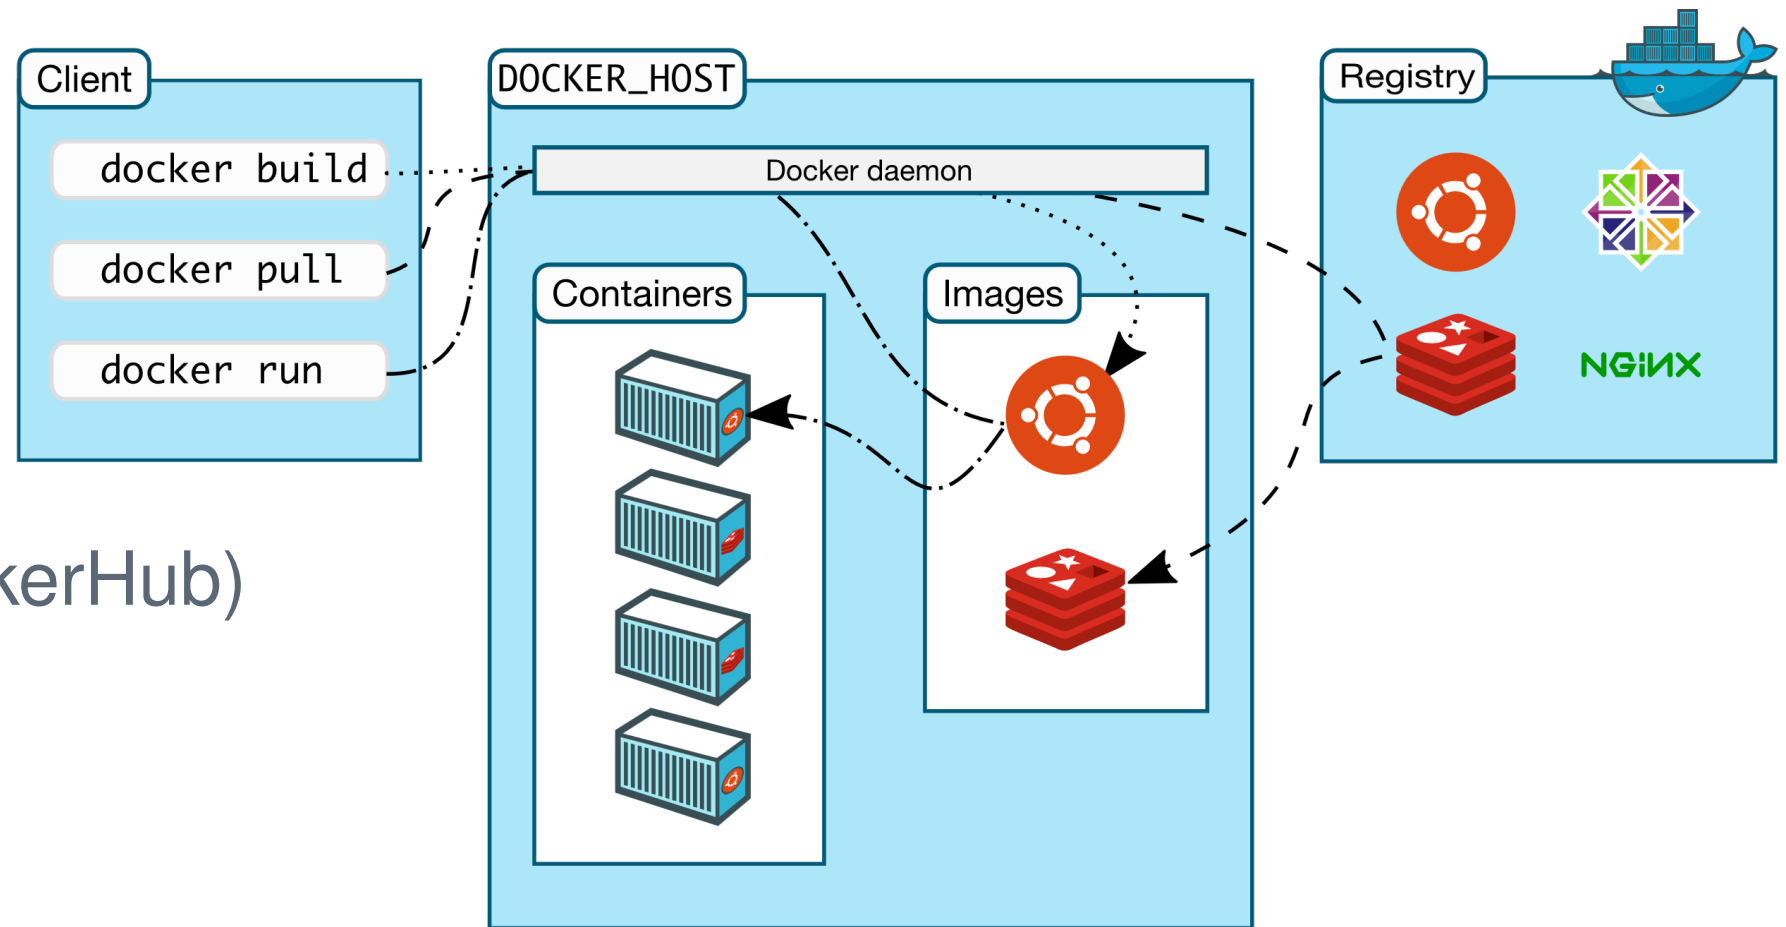 Client
docker build
docker pull
docker run
DOCKER_HOST
Docker daemon
Containers
Images
Registry
NGiNX
kerHub)